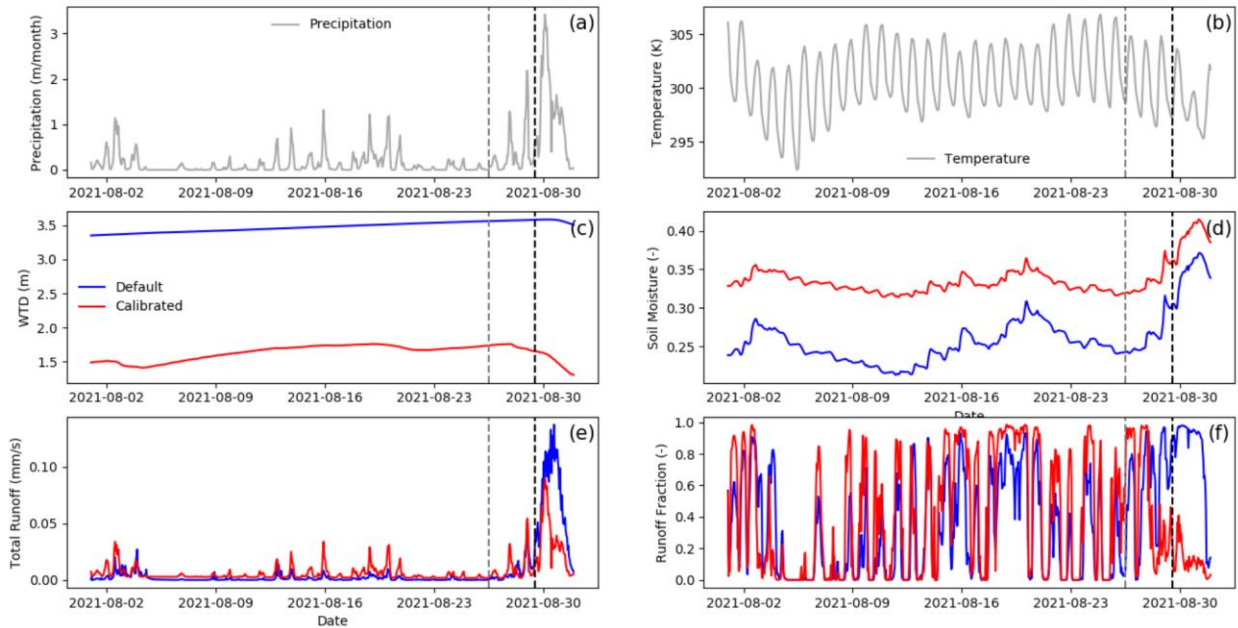 (a)
Precipitation
Precipitation (m/month)
3
2
1
0
2021-08-02 2021-08-09 2021-08-16 2021-08-23 2021-08-30
(b)
Temperature
Temperature (K)
305
300
295
2021-08-02 2021-08-09 2021-08-16 2021-08-23 2021-08-30
(c)
Default
Calibrated
WTD (m)
3.5
3.0
2.5
2.0
1.5
2021-08-02 2021-08-09 2021-08-16 2021-08-23 2021-08-30
(d)
Soil Moisture (-)
0.40
0.35
0.30
0.25
2021-08-02 2021-08-09 2021-08-16 2021-08-23 2021-08-30
Date
(e)
Total Runoff (mm/s)
0.10
0.05
0.00
2021-08-02 2021-08-09 2021-08-16 2021-08-23 2021-08-30
Date
(f)
Runoff Fraction (-)
1.0
0.8
0.6
0.4
0.2
0.0
2021-08-02 2021-08-09 2021-08-16 2021-08-23 2021-08-30